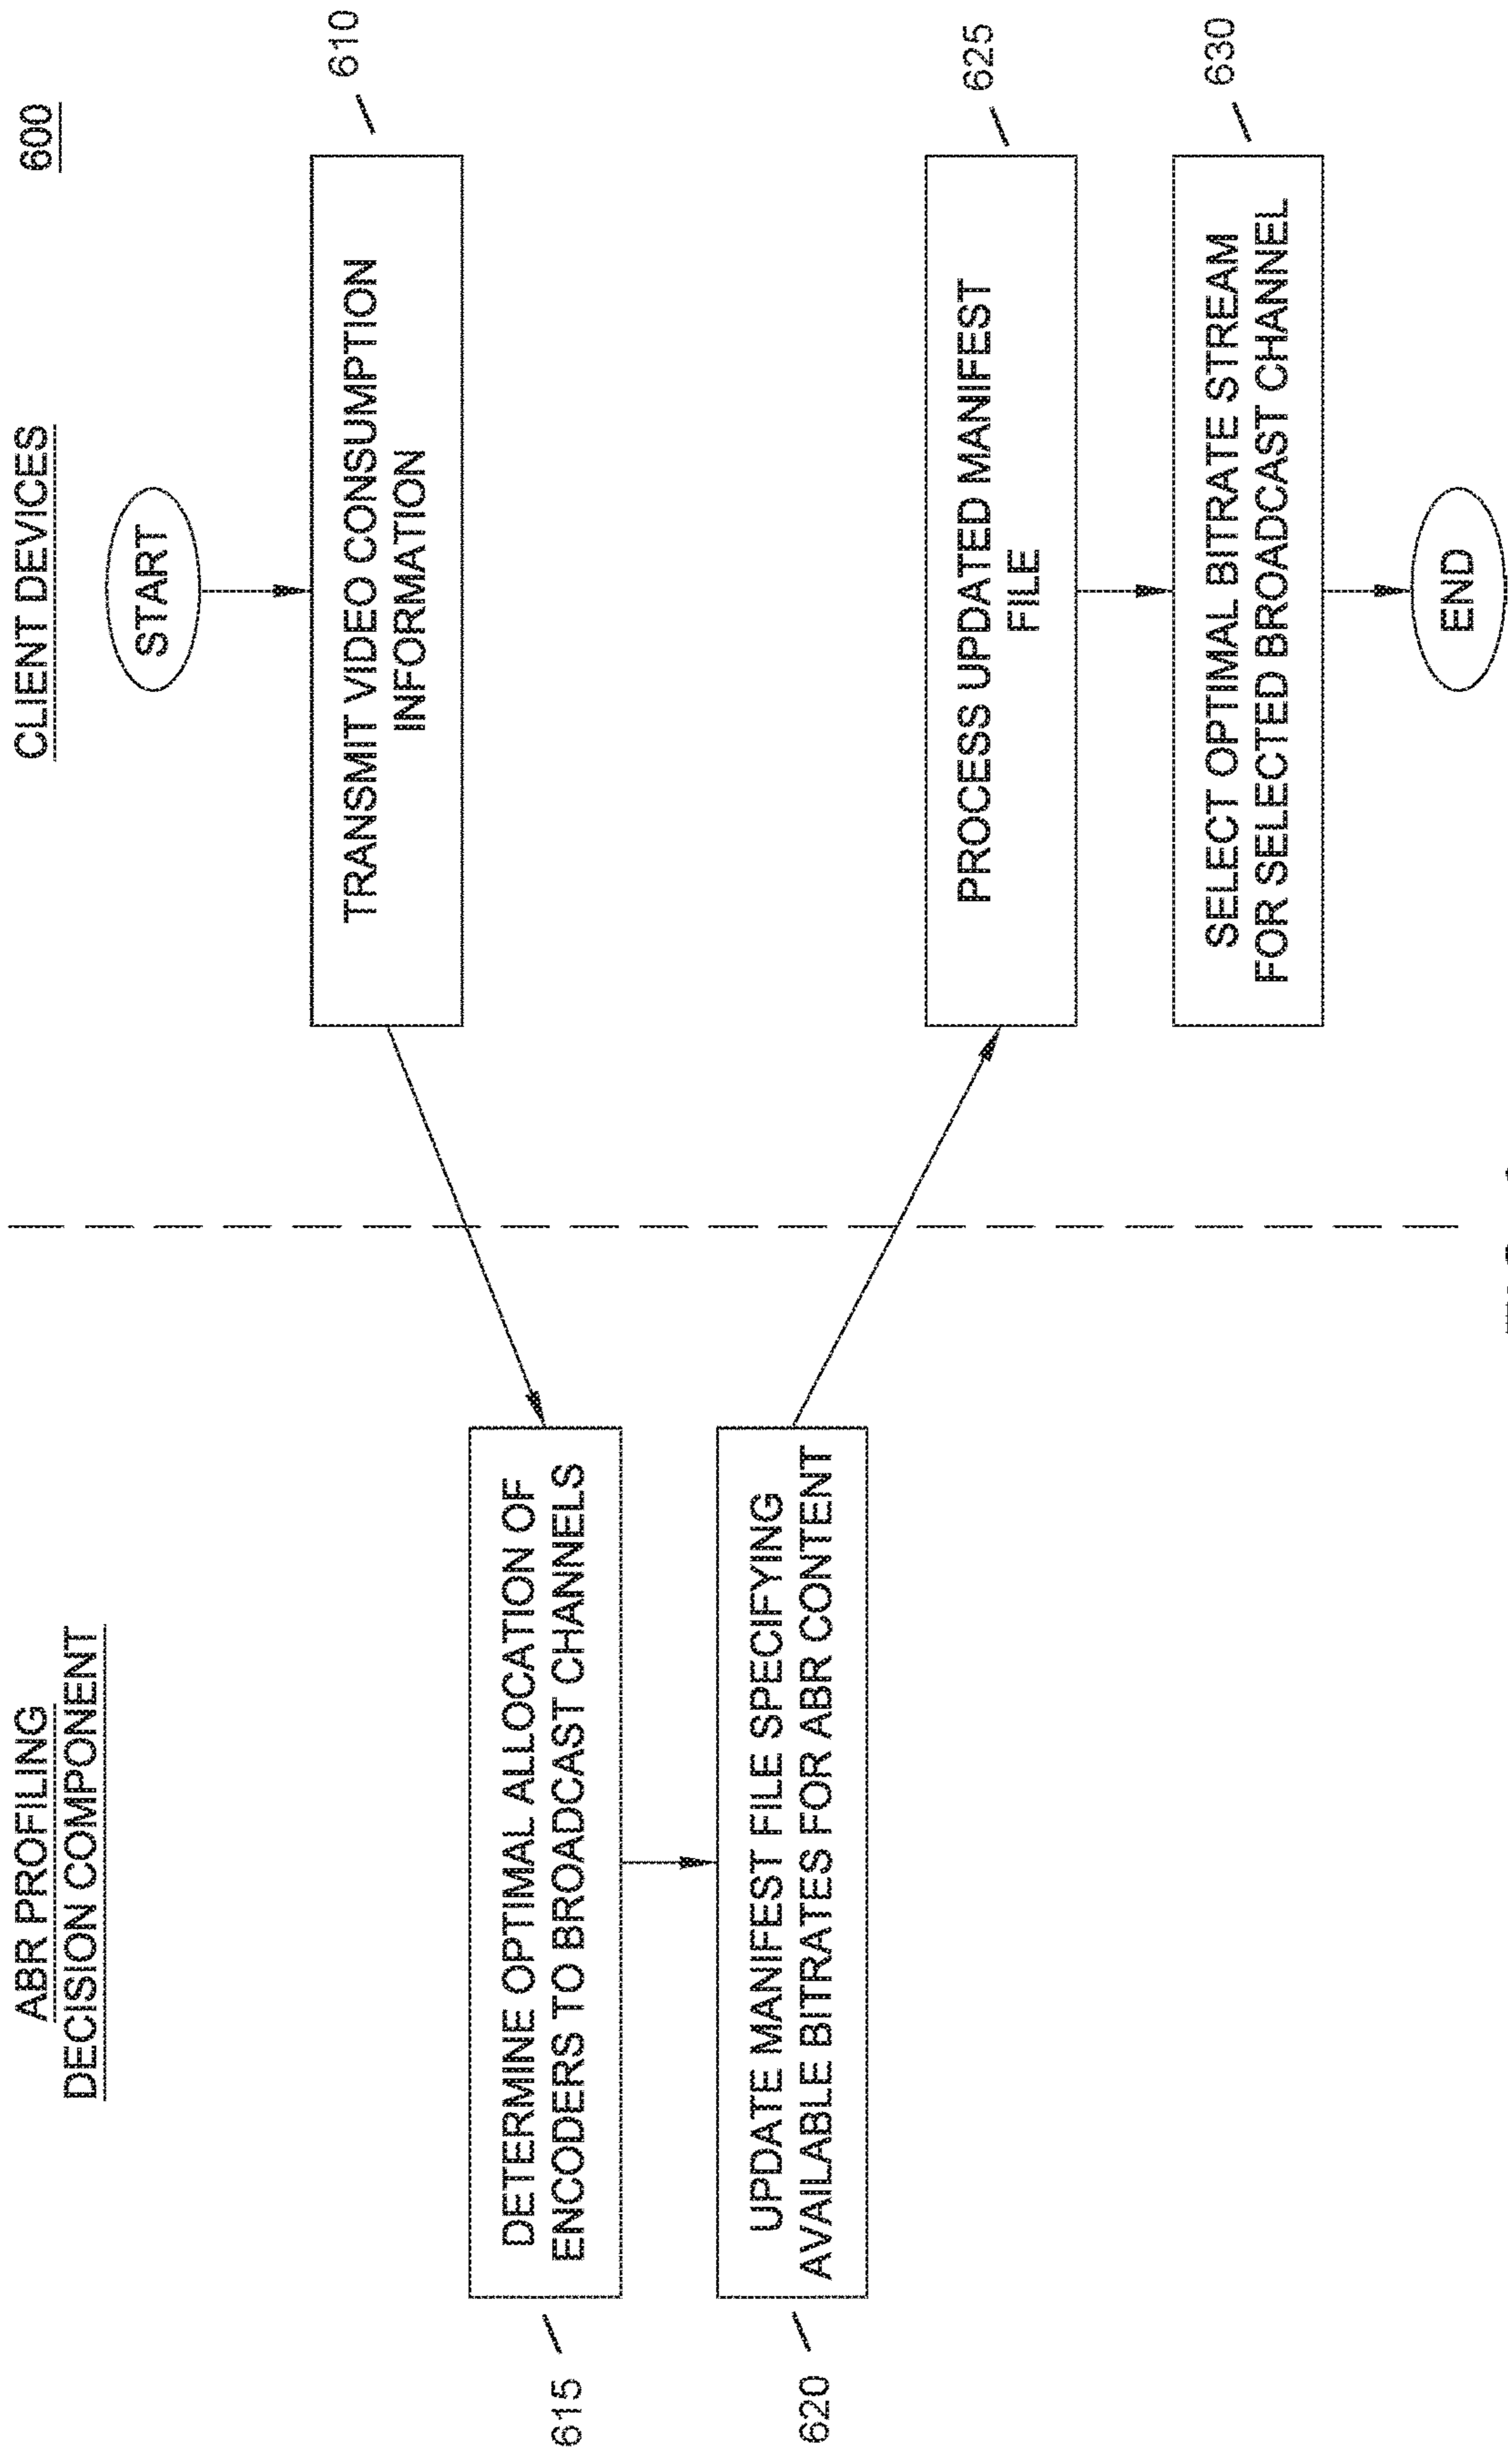 600
ABR PROFILING
DECISION COMPONENT
CLIENT DEVICES
START
TRANSMIT VIDEO CONSUMPTION
INFORMATION
610
615
DETERMINE OPTIMAL ALLOCATION OF
ENCODERS TO BROADCAST CHANNELS
620
UPDATE MANIFEST FILE SPECIFYING
AVAILABLE BITRATES FOR ABR CONTENT
PROCESS UPDATED MANIFEST
FILE
625
SELECT OPTIMAL BITRATE STREAM
FOR SELECTED BROADCAST CHANNEL
630
END